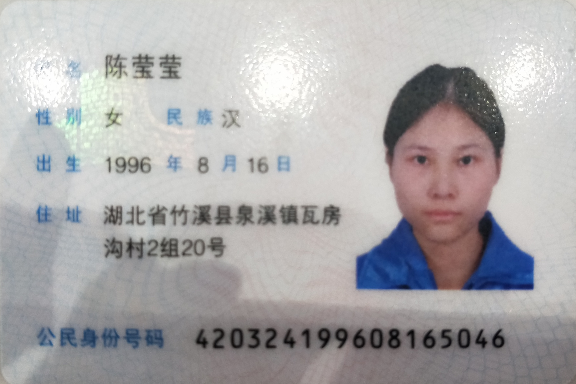 姓 名 陈莹莹
性 别 女 民 族 汉
出 生 1996 年 8 月 16 日
住 址 湖北省竹溪县泉溪镇瓦房
沟村2组20号
公民身份号码 420324199608165046